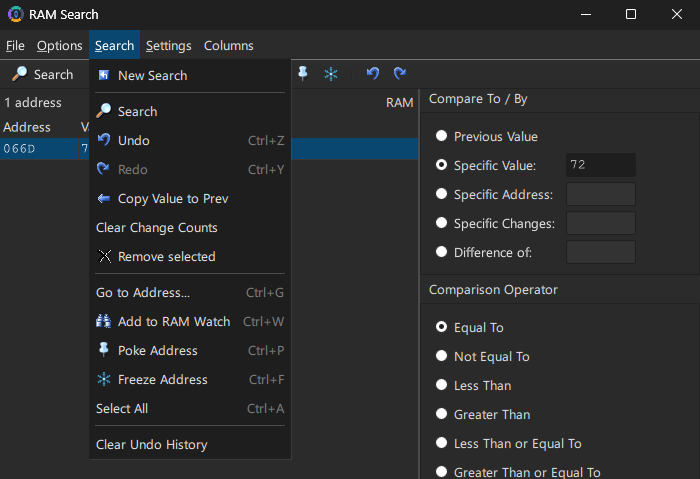 RAM Search
File Options Search Settings Columns
Search
New Search
1 address
RAM
Search
Address
Undo Ctrl+Z
066D 7
Redo Ctrl+Y
Copy Value to Prev
Clear Change Counts
Remove selected
Go to Address... Ctrl+G
Add to RAM Watch Ctrl+W
Poke Address Ctrl+P
Freeze Address Ctrl+F
Select All Ctrl+A
Clear Undo History
Compare To / By
Previous Value
Specific Value: 72
Specific Address:
Specific Changes:
Difference of:
Comparison Operator
Equal To
Not Equal To
Less Than
Greater Than
Less Than or Equal To
Greater Than or Equal To